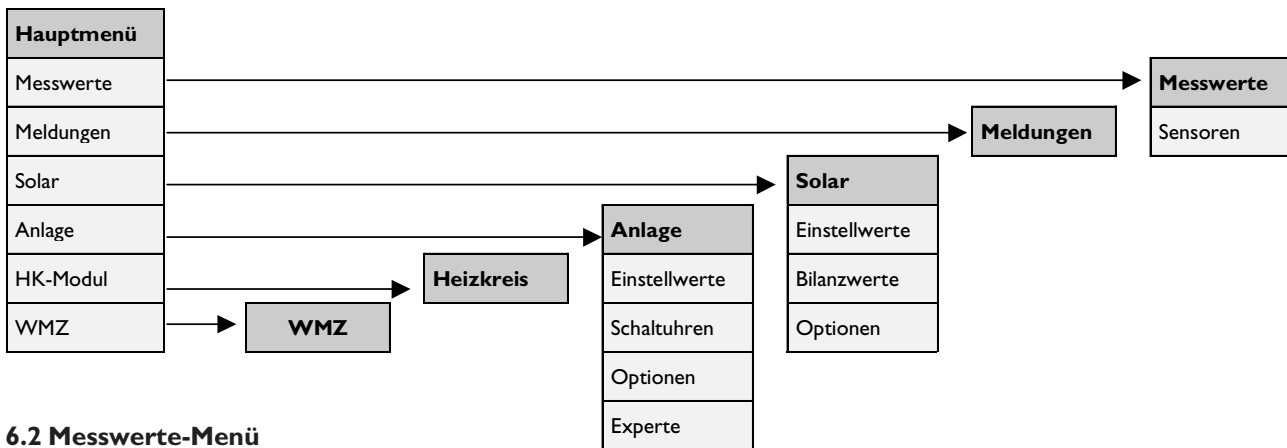 Hauptmenü
Messwerte
Meldungen
Solar
Anlage
HK-Modul
WMZ
WMZ
Heizkreis
Anlage
Einstellwerte
Schaltuhren
Optionen
Experte
Solar
Einstellwerte
Bilanzwerte
Optionen
Meldungen
Messwerte
Sensoren
6.2 Messwerte-Menü